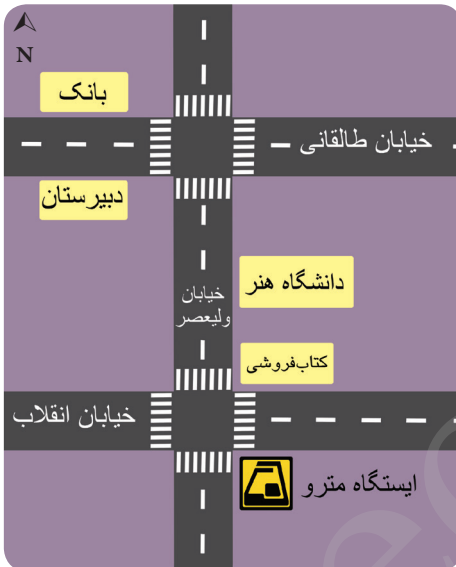 N
بانک
خیابان طالقانی
دبیرستان
دانشگاه هنر
خیابان
ولیعصر
کتاب‌فروشی
خیابان انقلاب
ایستگاه مترو